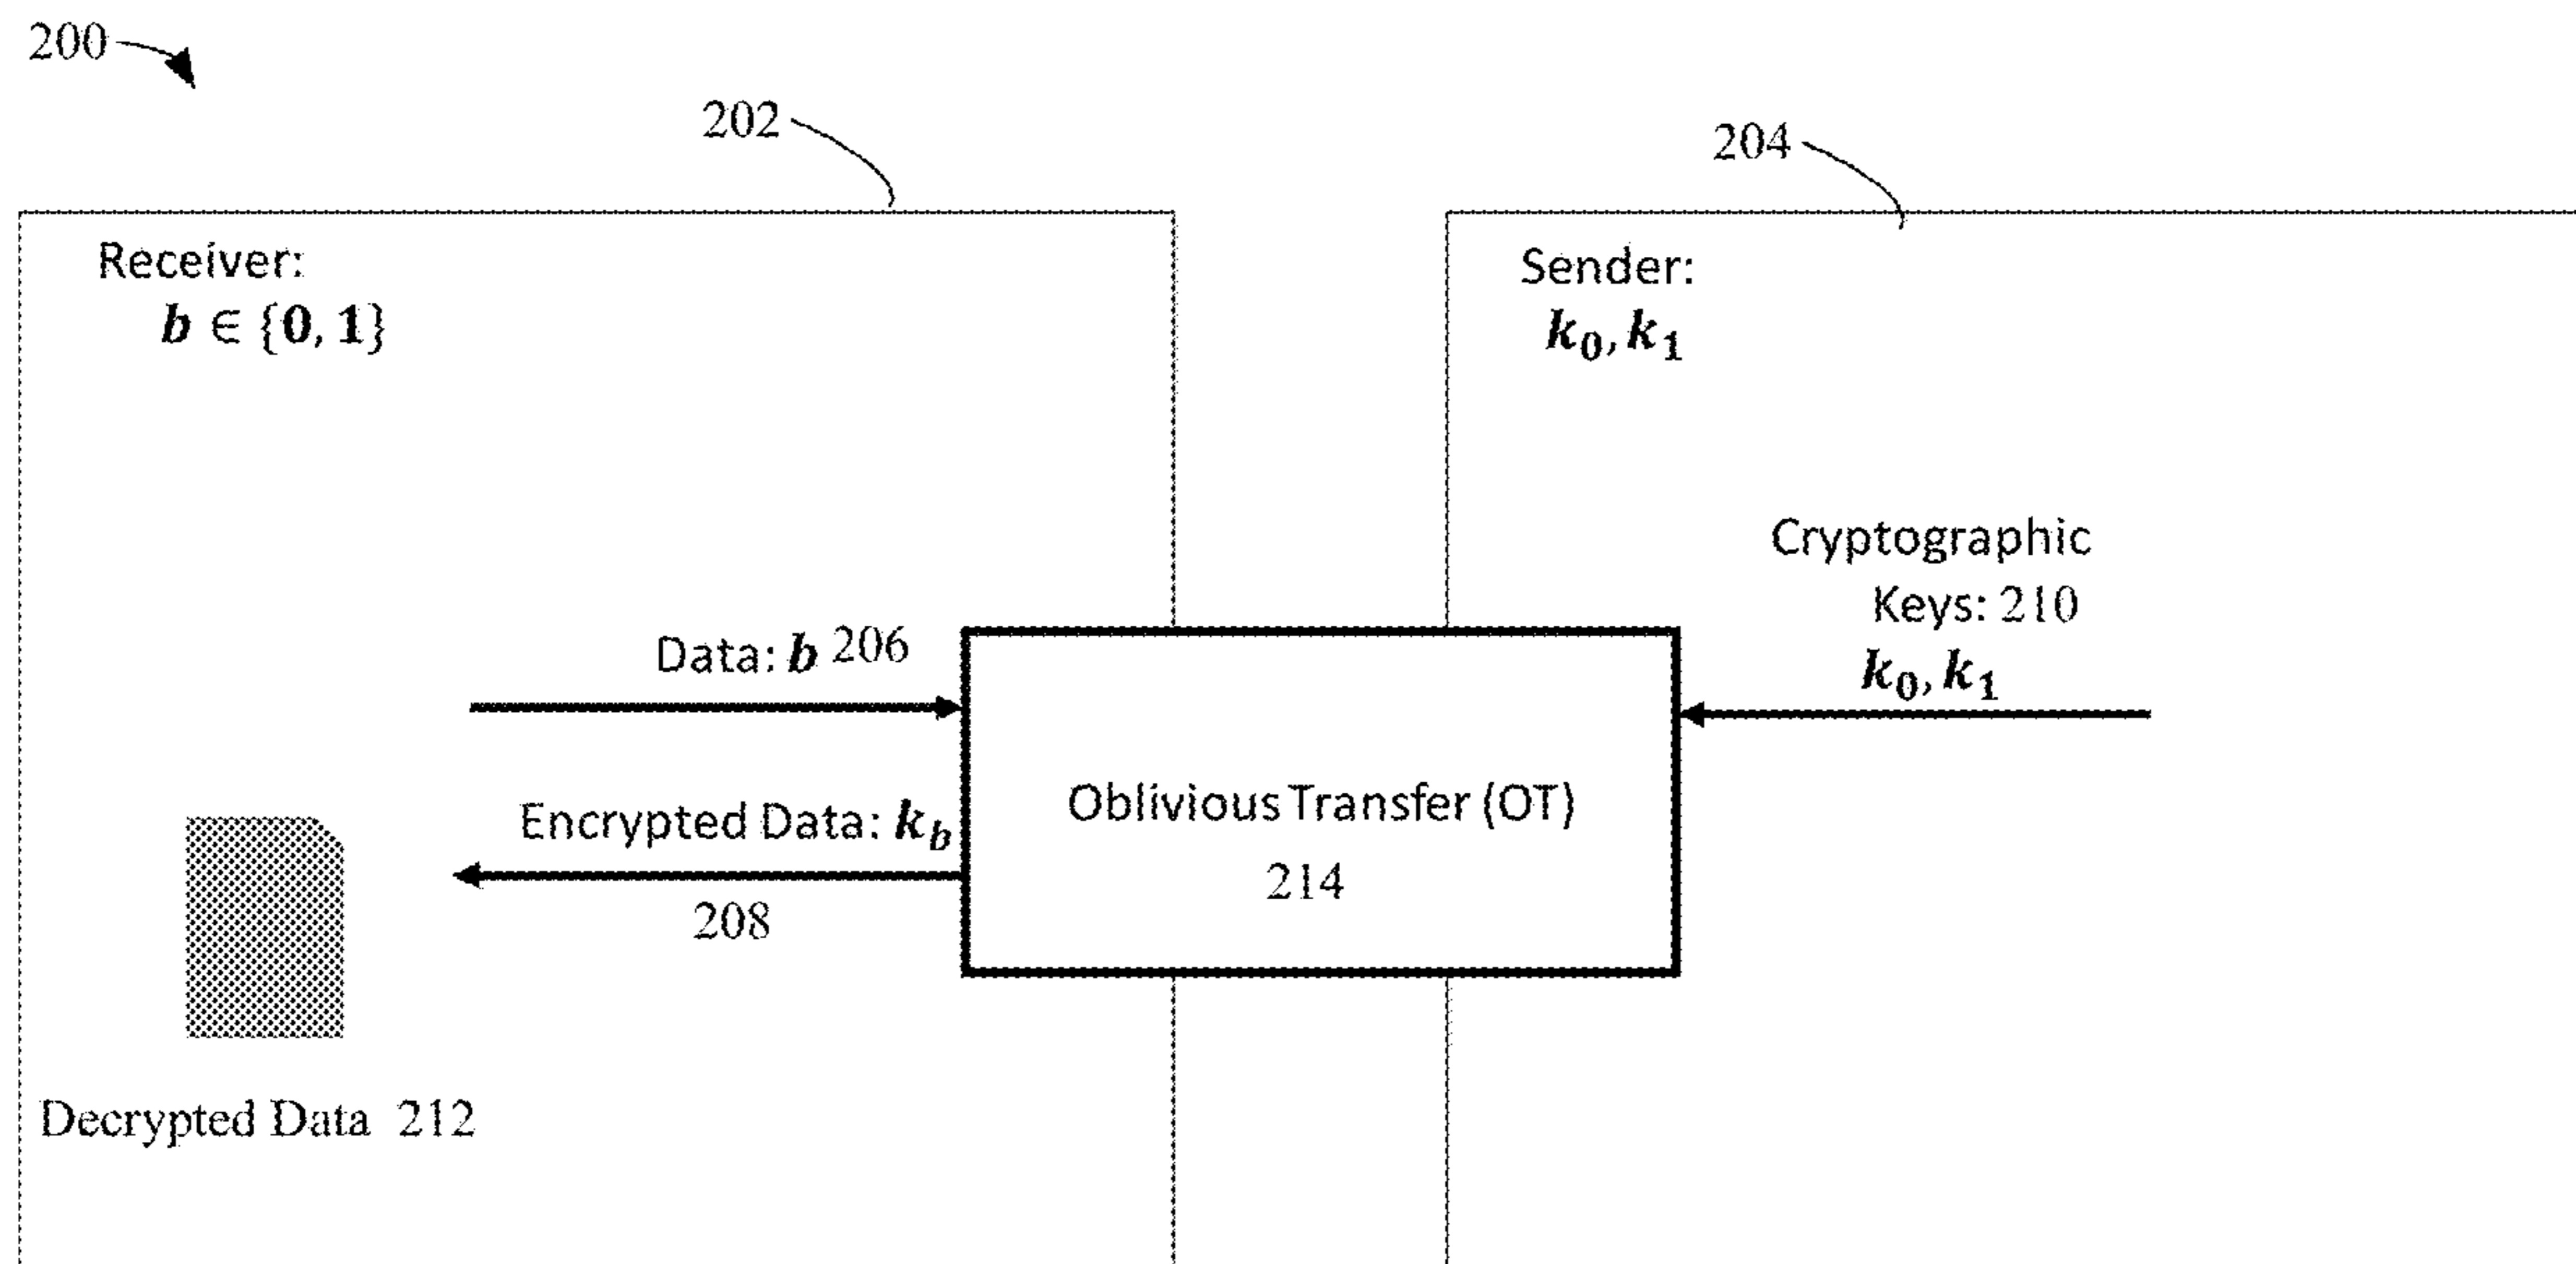 200
202
204
Receiver:
b ∈ {0, 1}
Sender:
k₀, k₁
Cryptographic
Keys: 210
k₀, k₁
Data: b 206
Encrypted Data: k_b
208
Oblivious Transfer (OT)
214
Decrypted Data 212